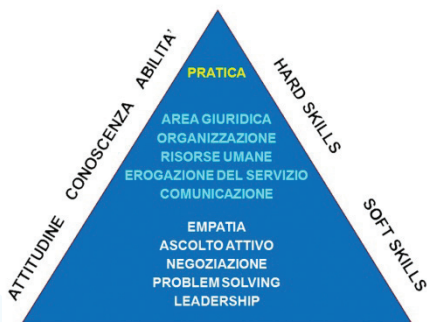 PRATICA
AREA GIURIDICA
ORGANIZZAZIONE
RISORSE UMANE
EROGAZIONE DEL SERVIZIO
COMUNICAZIONE
EMPATIA
ASCOLTO ATTIVO
NEGOZIAZIONE
PROBLEM SOLVING
LEADERSHIP
ATTITUDINE CONOSCENZA ABILITA'
HARD SKILLS
SOFT SKILLS